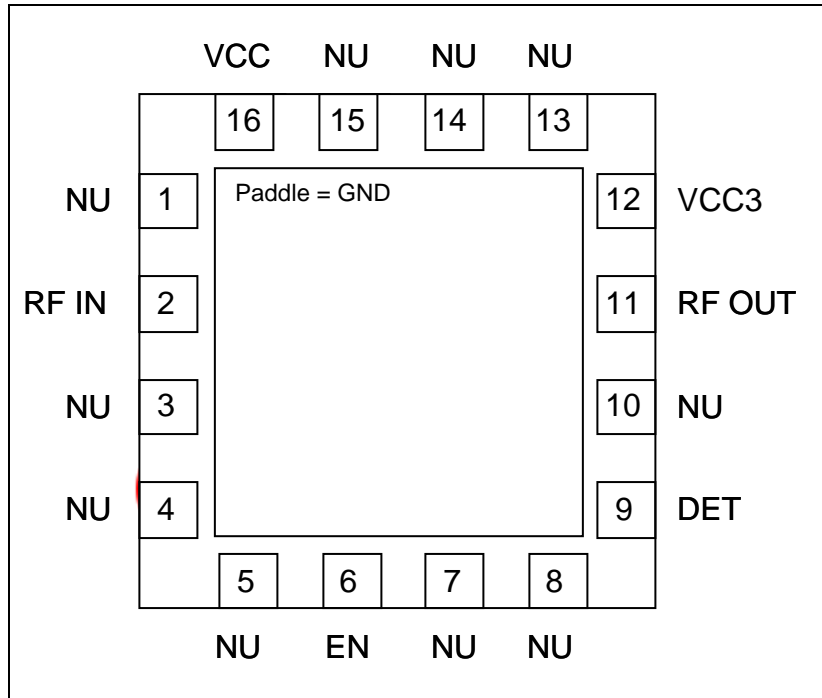 VCC NU NU NU
16 15 14 13
Paddle = GND
NU 1 12 VCC3
RF IN 2 11 RF OUT
NU 3 10 NU
NU 4 9 DET
5 6 7 8
NU EN NU NU